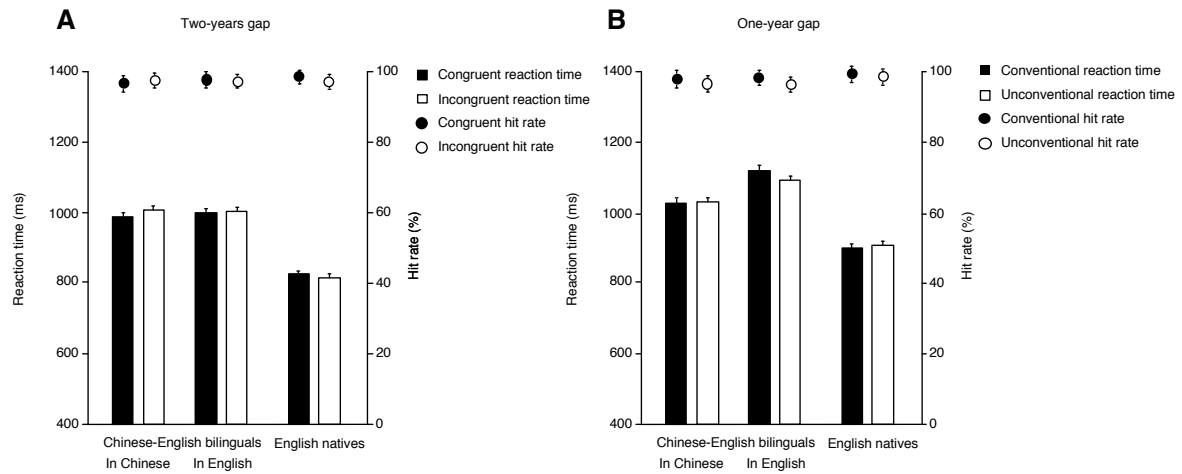 A
Two-years gap
1400
1200
1000
800
600
400
Reaction time (ms)
100
80
60
40
20
0
Hit rate (%)
Congruent reaction time
Incongruent reaction time
Congruent hit rate
Incongruent hit rate
Chinese-English bilinguals
English natives
In Chinese
In English
B
One-year gap
1400
1200
1000
800
600
400
Reaction time (ms)
100
80
60
40
20
0
Hit rate (%)
Conventional reaction time
Unconventional reaction time
Conventional hit rate
Unconventional hit rate
Chinese-English bilinguals
English natives
In Chinese
In English